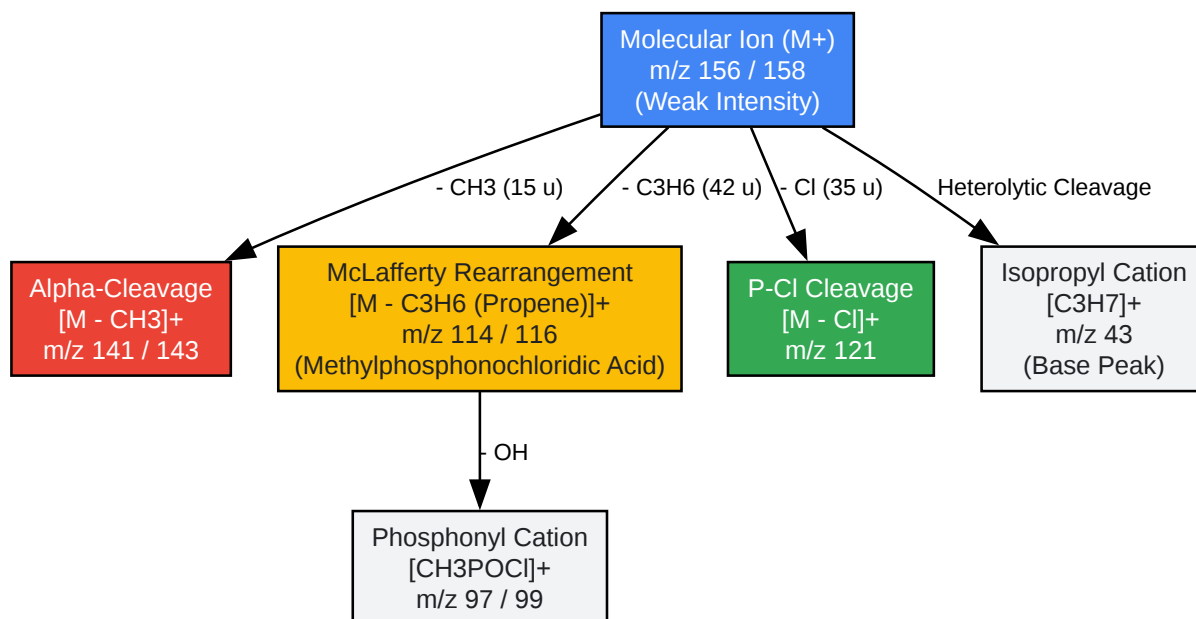 Molecular Ion (M+)
m/z 156 / 158
(Weak Intensity)
- CH3 (15 u)
- C3H6 (42 u)
- Cl (35 u)
Heterolytic Cleavage
Alpha-Cleavage
[M - CH3]+
m/z 141 / 143
McLafferty Rearrangement
[M - C3H6 (Propene)]+
m/z 114 / 116
(Methylphosphonochloridic Acid)
P-Cl Cleavage
[M - Cl]+
m/z 121
Isopropyl Cation
[C3H7]+
m/z 43
(Base Peak)
- OH
Phosphonyl Cation
[CH3POCl]+
m/z 97 / 99